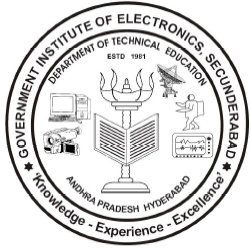 GOVERNMENT INSTITUTE OF ELECTRONICS, SECUNDERABAD
DEPARTMENT OF TECHNICAL EDUCATION
ESTD 1981
ANDHRA PRADESH HYDERABAD
'Knowledge - Experience - Excellence'